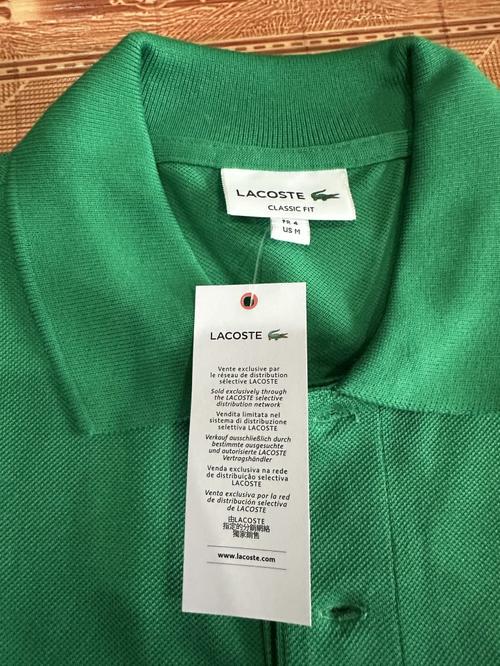 LACOSTE
CLASSIC FIT
FR 4
US M
LACOSTE
Vente exclusive par
le réseau de distribution
sélective LACOSTE
Sold exclusively through
the LACOSTE selective
distribution network
Vendita limitata nel
sistema di distribuzione
selettiva LACOSTE
Verkauf ausschließlich durch
bestimmte ausgesuchte
und autorisierte LACOSTE
Vertragshändler
Venda exclusiva na rede
de distribuição selectiva
LACOSTE
Venta exclusiva por la red
de distribución selectiva
de LACOSTE
由LACOSTE
指定的分銷網絡
獨家銷售
www.lacoste.com